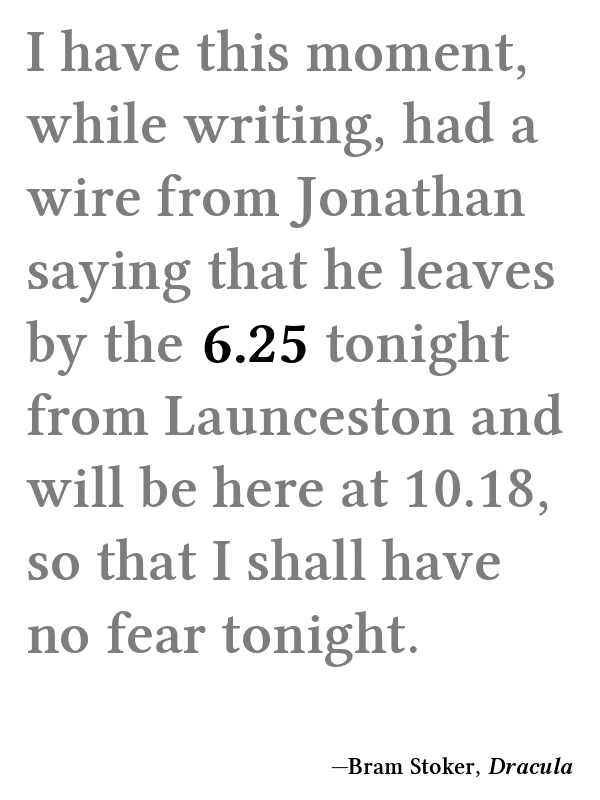 I have this moment,
while writing, had a
wire from Jonathan
saying that he leaves
by the 6.25 tonight
from Launceston and
will be here at 10.18,
so that I shall have
no fear tonight.
—Bram Stoker, Dracula